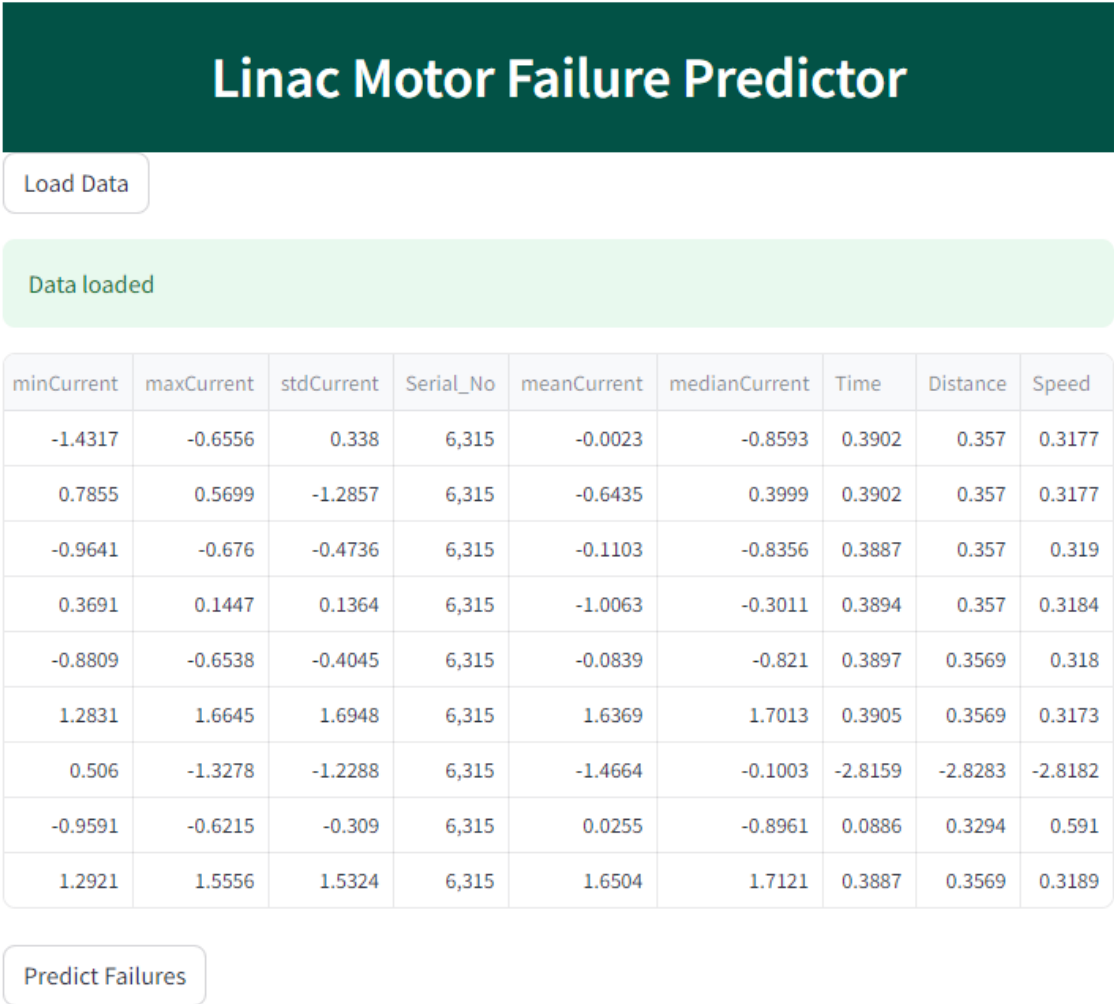 Linac Motor Failure Predictor
Load Data
Data loaded
minCurrent maxCurrent stdCurrent Serial_No meanCurrent medianCurrent Time Distance Speed
-1.4317 -0.6556 0.338 6,315 -0.0023 -0.8593 0.3902 0.357 0.3177
0.7855 0.5699 -1.2857 6,315 -0.6435 0.3999 0.3902 0.357 0.3177
-0.9641 -0.676 -0.4736 6,315 -0.1103 -0.8356 0.3887 0.357 0.319
0.3691 0.1447 0.1364 6,315 -1.0063 -0.3011 0.3894 0.357 0.3184
-0.8809 -0.6538 -0.4045 6,315 -0.0839 -0.821 0.3897 0.3569 0.318
1.2831 1.6645 1.6948 6,315 1.6369 1.7013 0.3905 0.3569 0.3173
0.506 -1.3278 -1.2288 6,315 -1.4664 -0.1003 -2.8159 -2.8283 -2.8182
-0.9591 -0.6215 -0.309 6,315 0.0255 -0.8961 0.0886 0.3294 0.591
1.2921 1.5556 1.5324 6,315 1.6504 1.7121 0.3887 0.3569 0.3189
Predict Failures